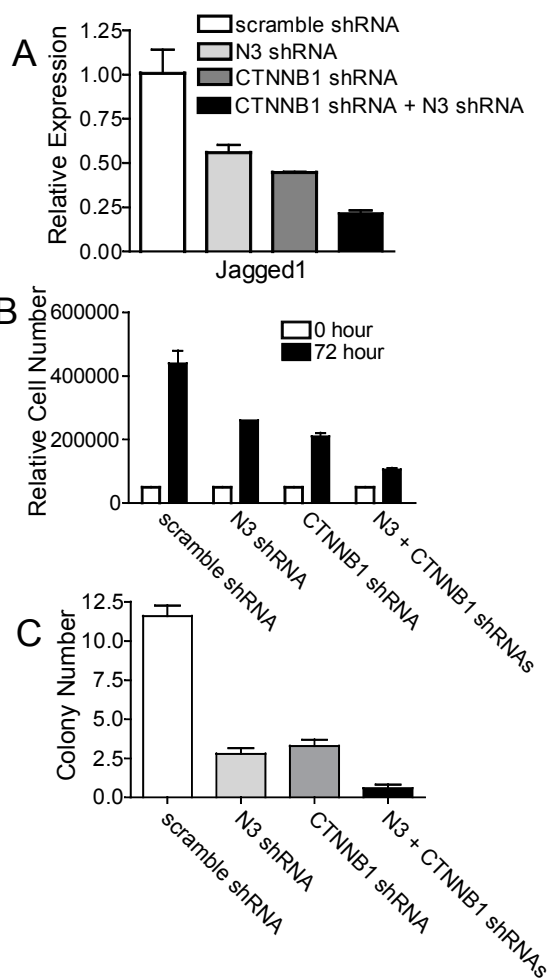 A
Relative Expression
1.25
1.00
0.75
0.50
0.25
0.00
scramble shRNA
N3 shRNA
CTNNB1 shRNA
CTNNB1 shRNA + N3 shRNA
Jagged1
B
Relative Cell Number
600000
400000
200000
0
0 hour
72 hour
scramble shRNA
N3 shRNA
CTNNB1 shRNA
N3 + CTNNB1 shRNAs
C
Colony Number
12.5
10.0
7.5
5.0
2.5
0.0
scramble shRNA
N3 shRNA
CTNNB1 shRNA
N3 + CTNNB1 shRNAs